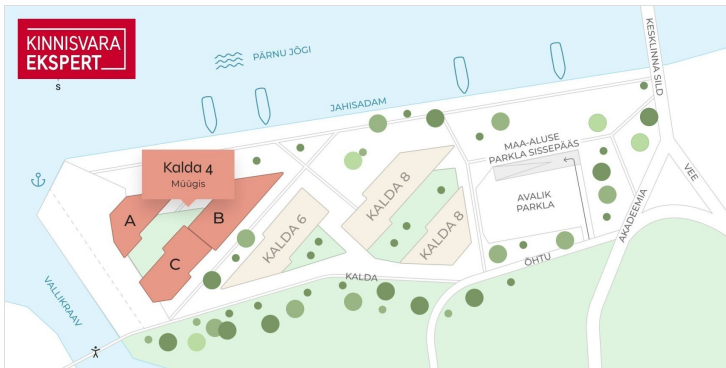 KINNISVARA
EKSPERT
S
PÄRNU JÕGI
JAHISADAM
KESKLINNA SILD
MAA-ALUSE
PARKLA SISSEPÄÄS
VEE
Kalda 4
Müügis
A
B
C
KALDA 6
KALDA 8
KALDA 8
AVALIK
PARKLA
AKADEEMIA
ÕHTU
KALDA
VALLIKRAAV